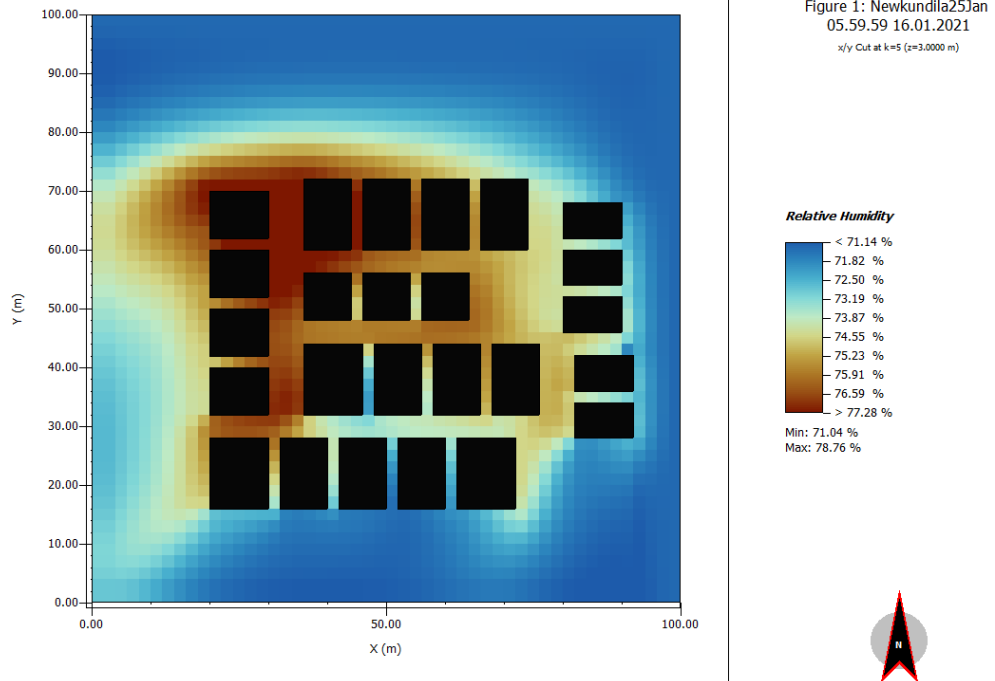 Figure 1: Newkundila25Jan
05.59.59 16.01.2021
x/y Cut at k=5 (z=3.0000 m)
100.00
90.00
80.00
70.00
60.00
50.00
40.00
30.00
20.00
10.00
0.00
Y (m)
0.00
50.00
100.00
X (m)
Relative Humidity
< 71.14 %
71.82 %
72.50 %
73.19 %
73.87 %
74.55 %
75.23 %
75.91 %
76.59 %
> 77.28 %
Min: 71.04 %
Max: 78.76 %
N